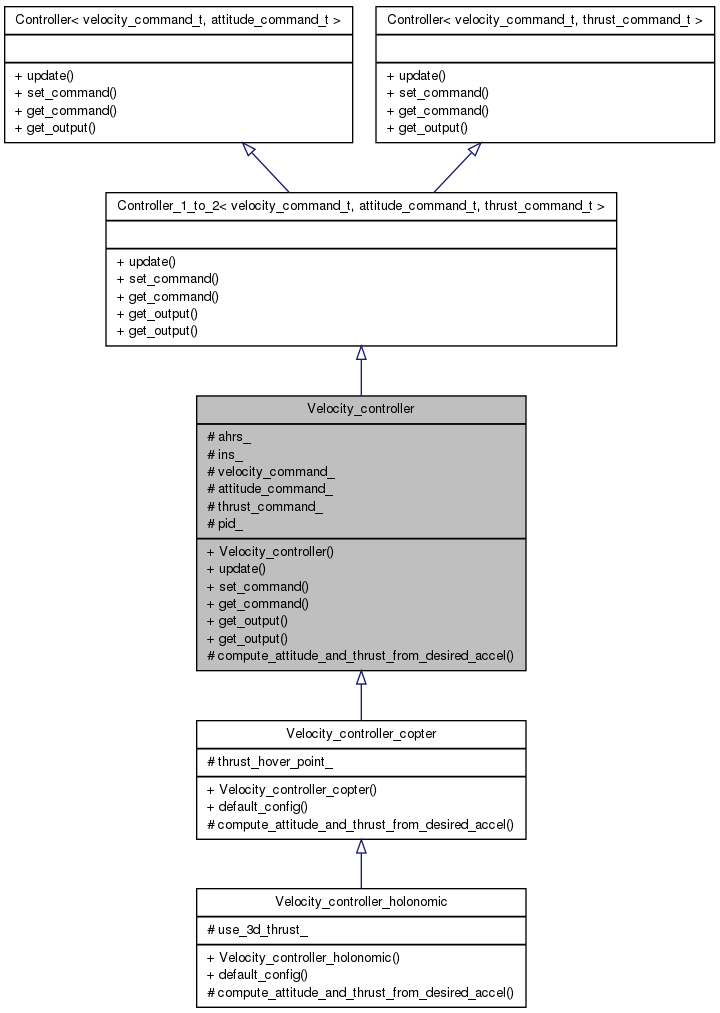 Controller< velocity_command_t, attitude_command_t >
+ update()
+ set_command()
+ get_command()
+ get_output()
Controller< velocity_command_t, thrust_command_t >
+ update()
+ set_command()
+ get_command()
+ get_output()
Controller_1_to_2< velocity_command_t, attitude_command_t, thrust_command_t >
+ update()
+ set_command()
+ get_command()
+ get_output()
+ get_output()
Velocity_controller
# ahrs_
# ins_
# velocity_command_
# attitude_command_
# thrust_command_
# pid_
+ Velocity_controller()
+ update()
+ set_command()
+ get_command()
+ get_output()
+ get_output()
# compute_attitude_and_thrust_from_desired_accel()
Velocity_controller_copter
# thrust_hover_point_
+ Velocity_controller_copter()
+ default_config()
# compute_attitude_and_thrust_from_desired_accel()
Velocity_controller_holonomic
# use_3d_thrust_
+ Velocity_controller_holonomic()
+ default_config()
# compute_attitude_and_thrust_from_desired_accel()